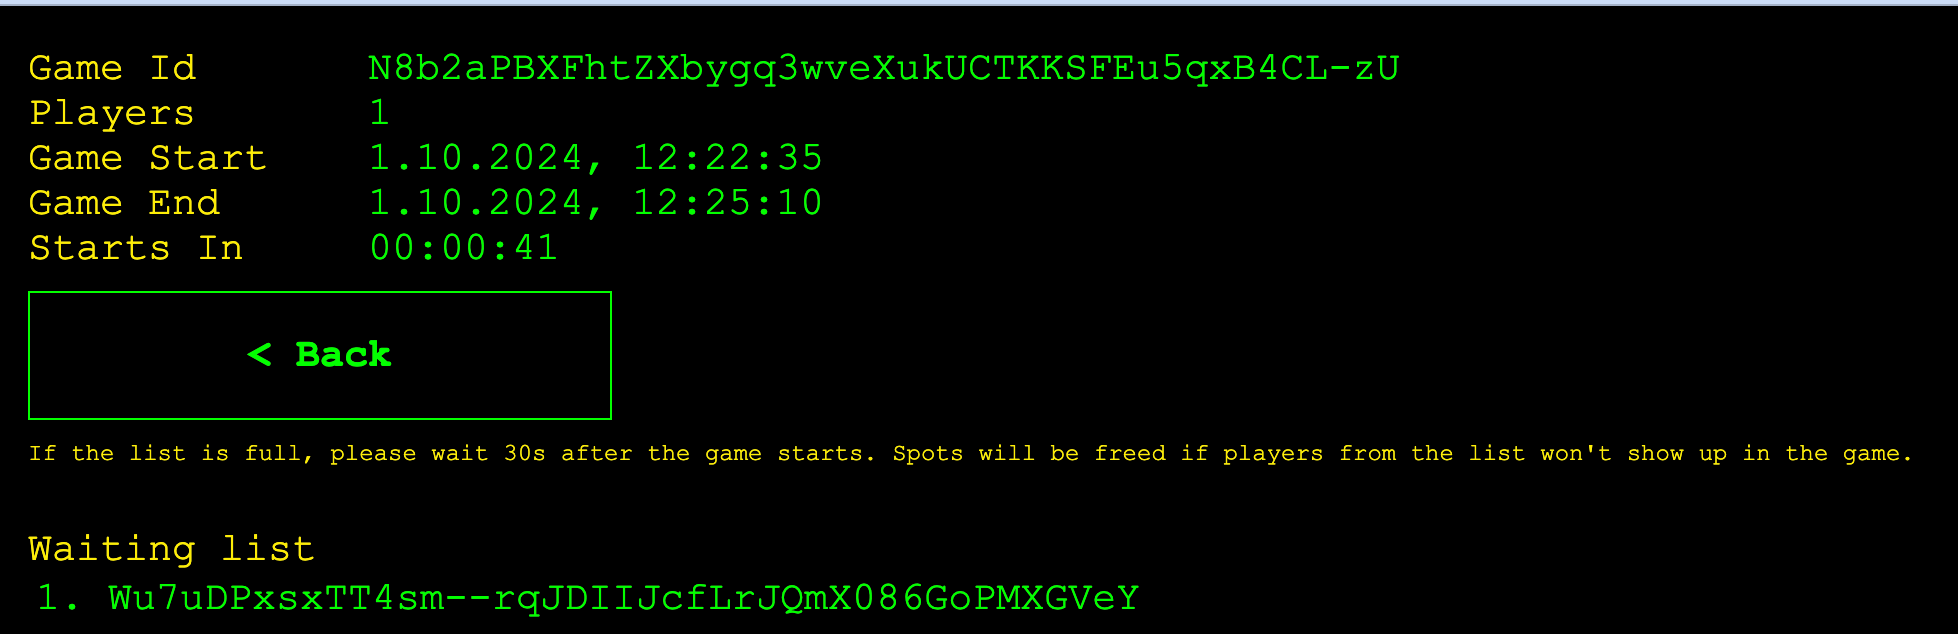 Game Id N8b2aPBXFhtZXbygq3wveXukUCTKKSFEu5qxB4CL-zU
Players 1
Game Start 1.10.2024, 12:22:35
Game End 1.10.2024, 12:25:10
Starts In 00:00:41
< Back
If the list is full, please wait 30s after the game starts. Spots will be freed if players from the list won't show up in the game.
Waiting list
1. Wu7uDPxsxTT4sm--rqJDIIJcfLrJQmX086GoPMXGVeY